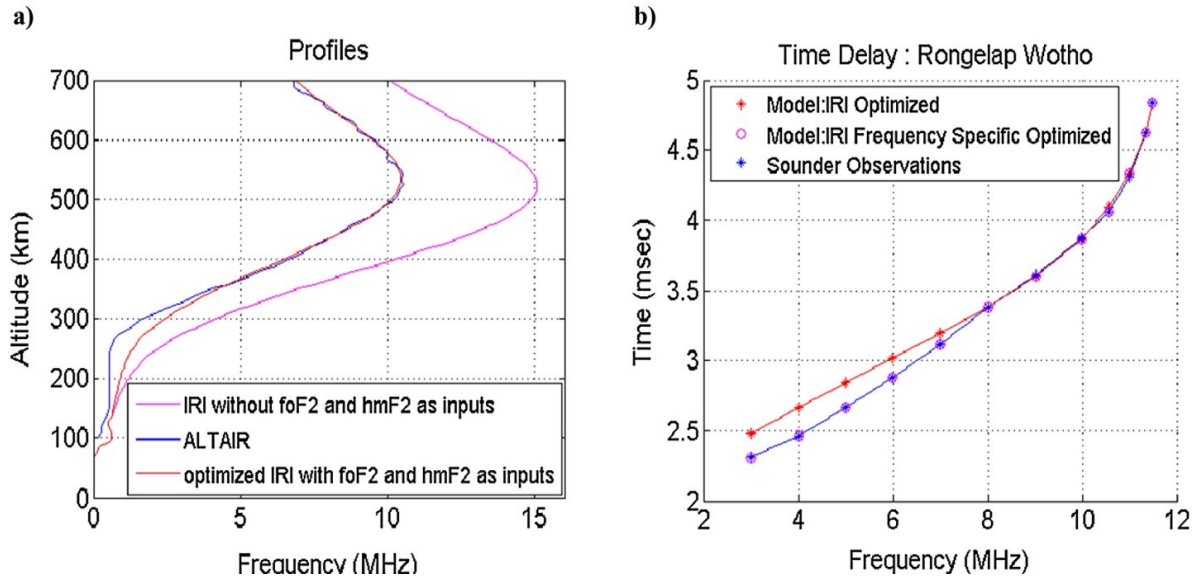 a)
Profiles
Altitude (km)
700
600
500
400
300
200
100
0
0
5
10
15
Frequency (MHz)
IRI without foF2 and hmF2 as inputs
ALTAIR
optimized IRI with foF2 and hmF2 as inputs
b)
Time Delay : Rongelap Wotho
Time (msec)
5
4.5
4
3.5
3
2.5
2
2
4
6
8
10
12
Frequency (MHz)
Model:IRI Optimized
Model:IRI Frequency Specific Optimized
Sounder Observations